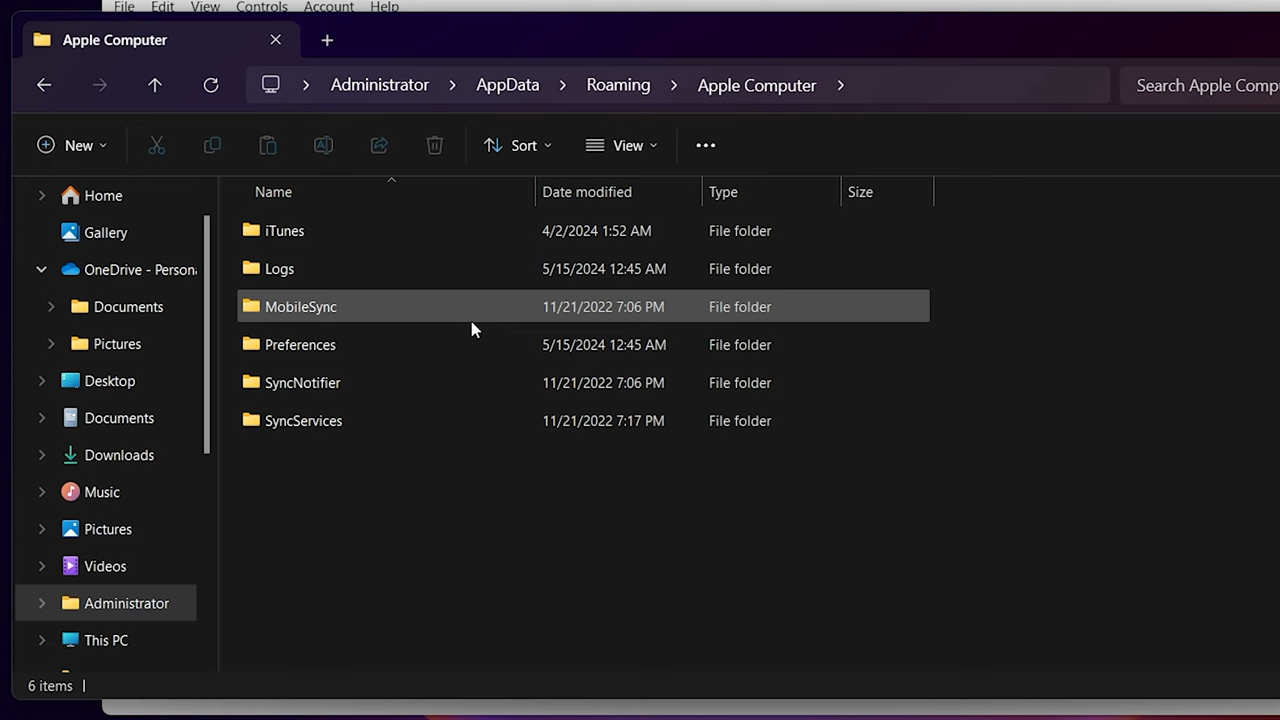 File Edit View Controls Account Help
Apple Computer
Administrator > AppData > Roaming > Apple Computer >
Search Apple Comp
New
Sort
View
Name Date modified Type Size
Home
Gallery
OneDrive - Persona
Documents
Pictures
Desktop
Documents
Downloads
Music
Pictures
Videos
Administrator
This PC
iTunes 4/2/2024 1:52 AM File folder
Logs 5/15/2024 12:45 AM File folder
MobileSync 11/21/2022 7:06 PM File folder
Preferences 5/15/2024 12:45 AM File folder
SyncNotifier 11/21/2022 7:06 PM File folder
SyncServices 11/21/2022 7:17 PM File folder
6 items